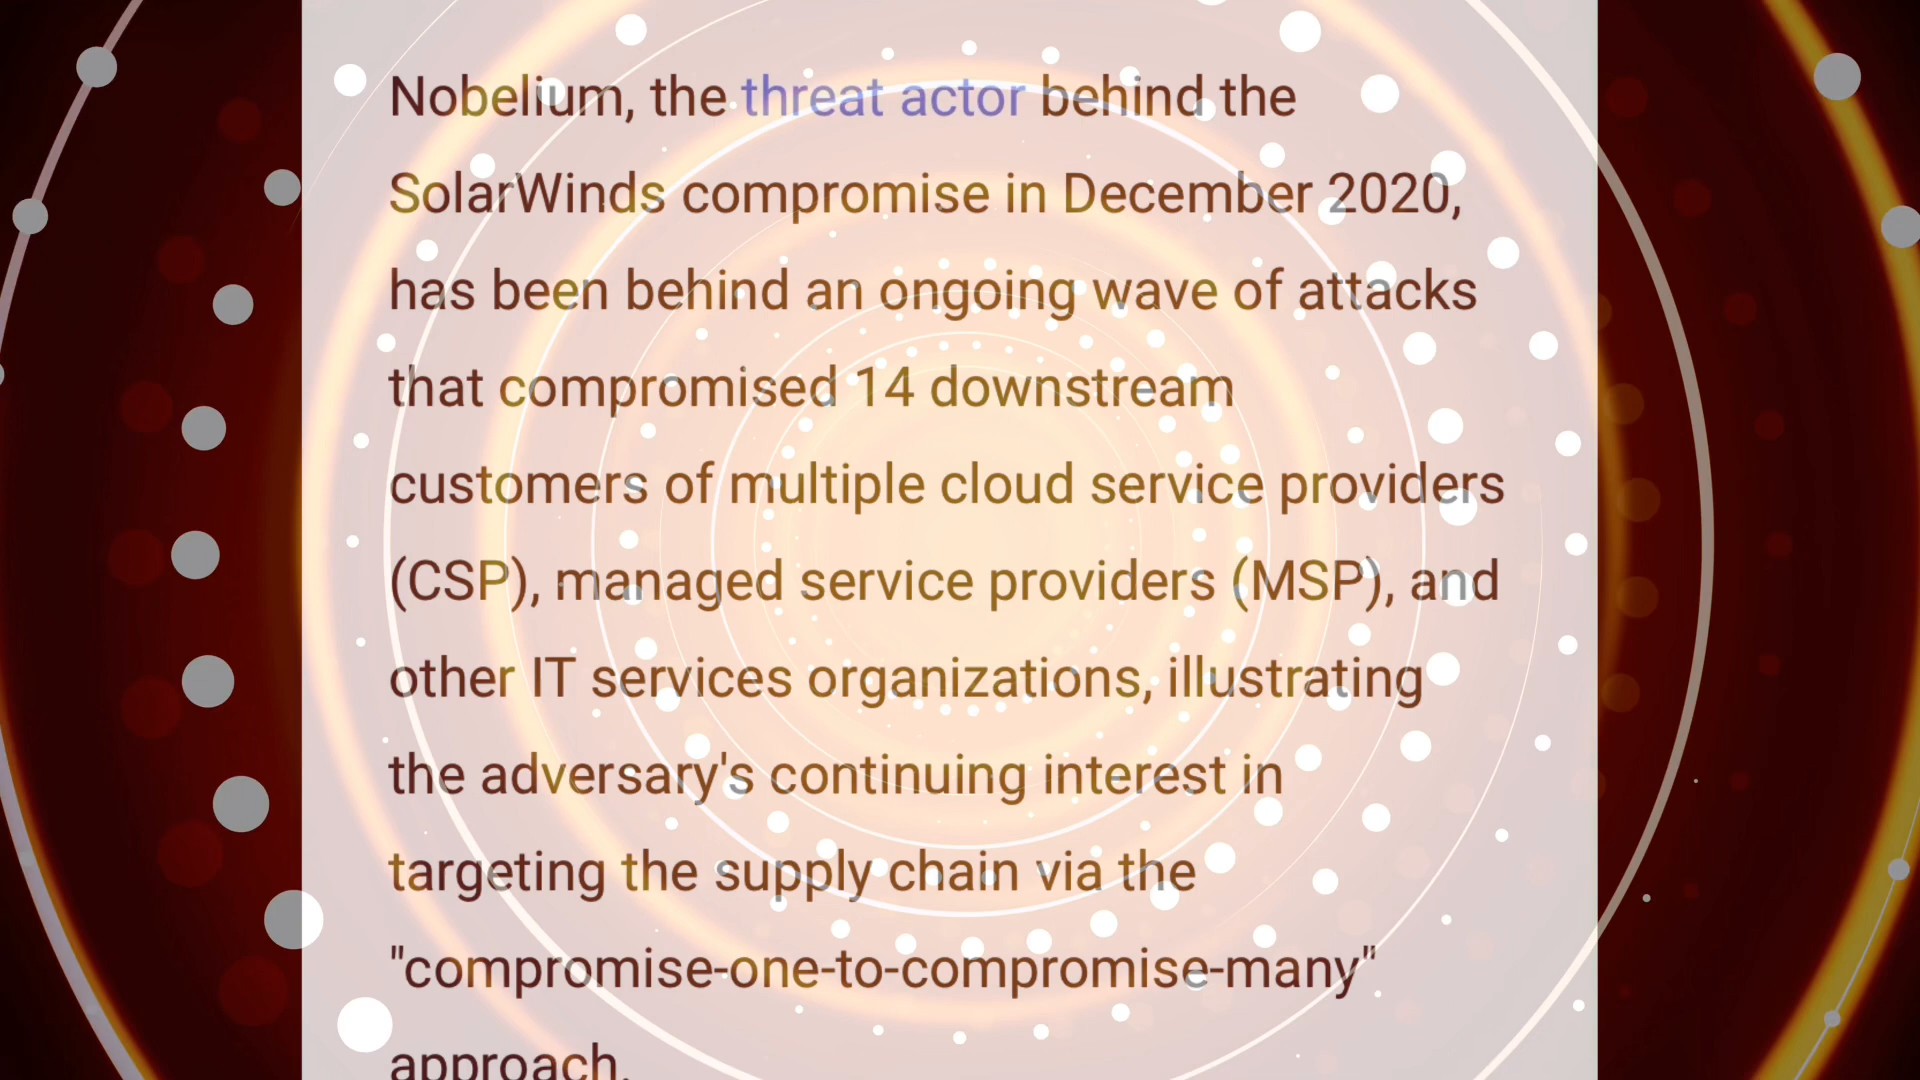 Nobelium, the threat actor behind the
SolarWinds compromise in December 2020,
has been behind an ongoing wave of attacks
that compromised 14 downstream
customers of multiple cloud service providers
(CSP), managed service providers (MSP), and
other IT services organizations, illustrating
the adversary's continuing interest in
targeting the supply chain via the
"compromise-one-to-compromise-many"
approach.